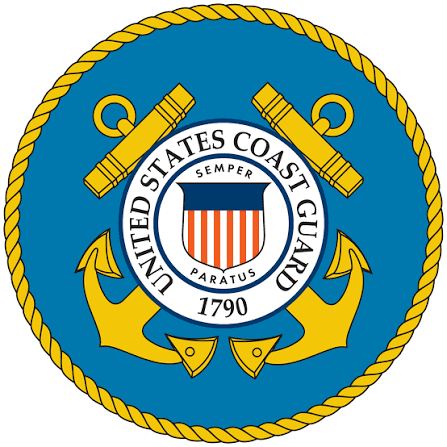 UNITED STATES COAST GUARD
SEMPER
PARATUS
1790